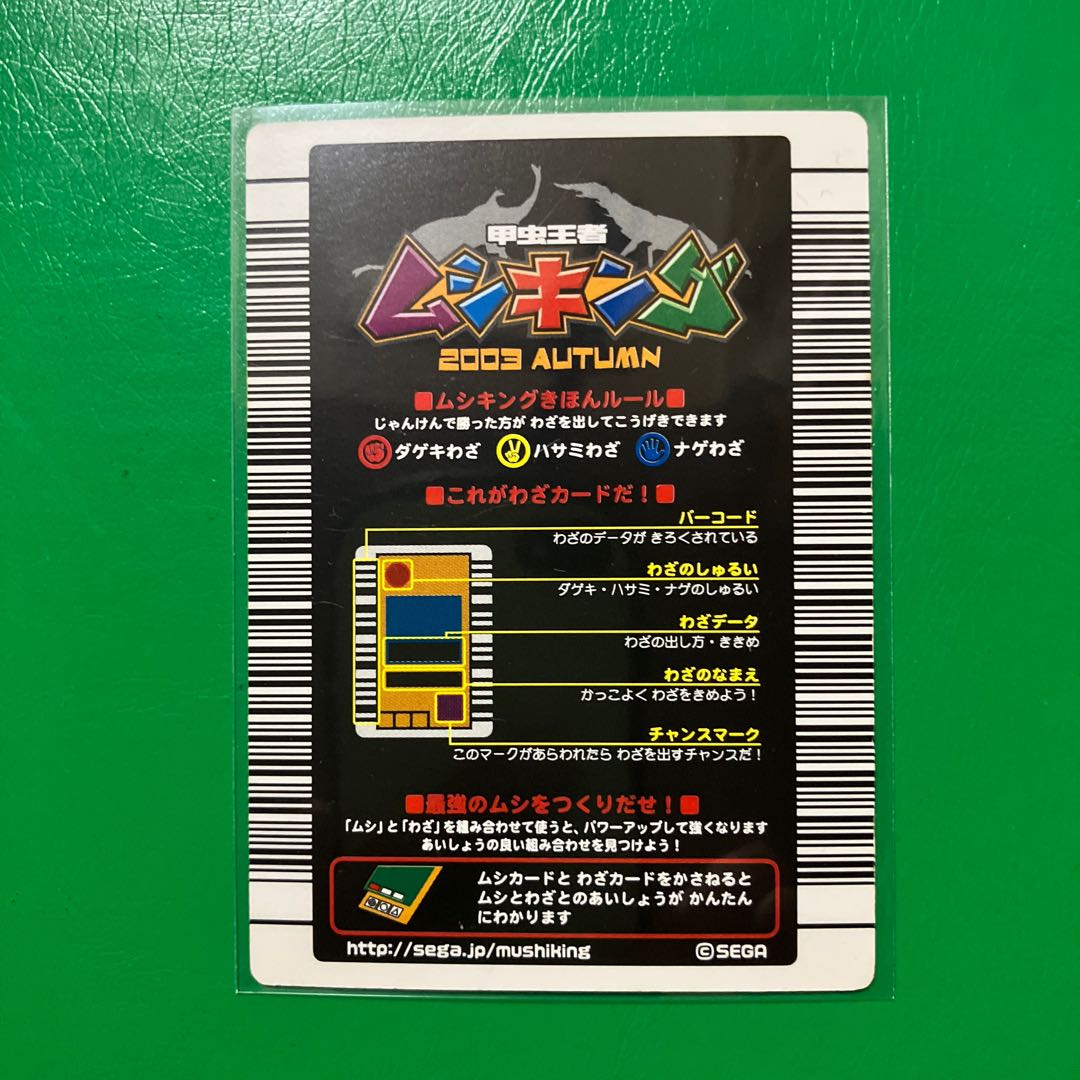 甲虫王者
ムシキング
2003 AUTUMN
■ムシキングきほんルール■
じゃんけんで勝った方が わざを出してこうげきできます
ダゲキわざ ハサミわざ ナゲわざ
■これがわざカードだ！■
バーコード
わざのデータが きろくされている
わざのしゅるい
ダゲキ・ハサミ・ナゲのしゅるい
わざデータ
わざの出し方・ききめ
わざのなまえ
かっこよく わざをきめよう！
チャンスマーク
このマークがあらわれたら わざを出すチャンスだ！
■最強のムシをつくりだせ！■
「ムシ」と「わざ」を組み合わせて使うと、パワーアップして強くなります
あいしょうの良い組み合わせを見つけよう！
ムシカードと わざカードをかさねると
ムシとわざとのあいしょうが かんたん
にわかります
http://sega.jp/mushiking ©SEGA